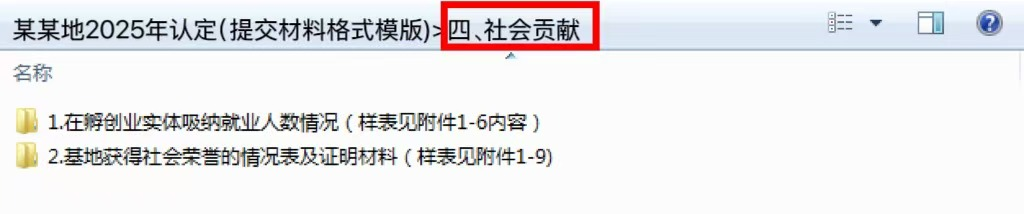 某某地2025年认定(提交材料格式模版)>四、社会贡献
名称
1.在孵创业实体吸纳就业人数情况（样表见附件1-6内容）
2.基地获得社会荣誉的情况表及证明材料（样表见附件1-9)